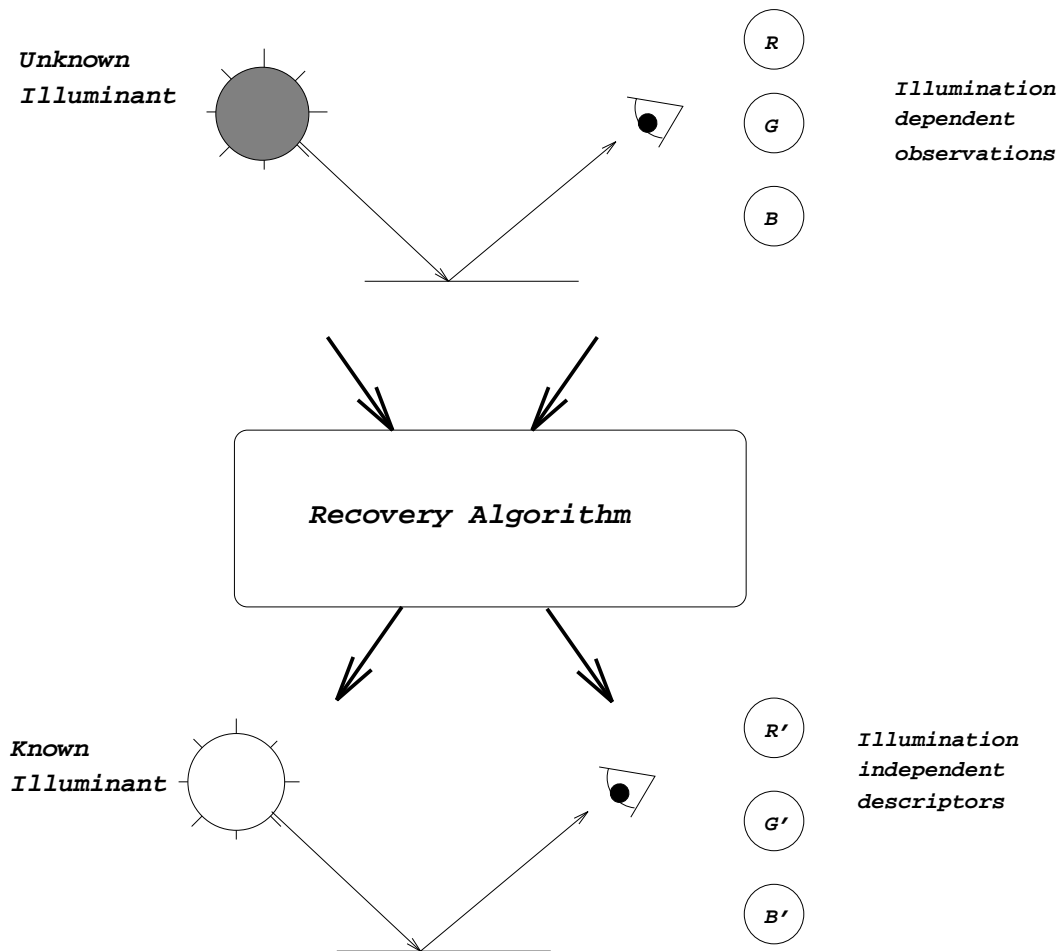 Unknown
Illuminant
R
G
B
Illumination
dependent
observations
Recovery Algorithm
Known
Illuminant
R'
G'
B'
Illumination
independent
descriptors